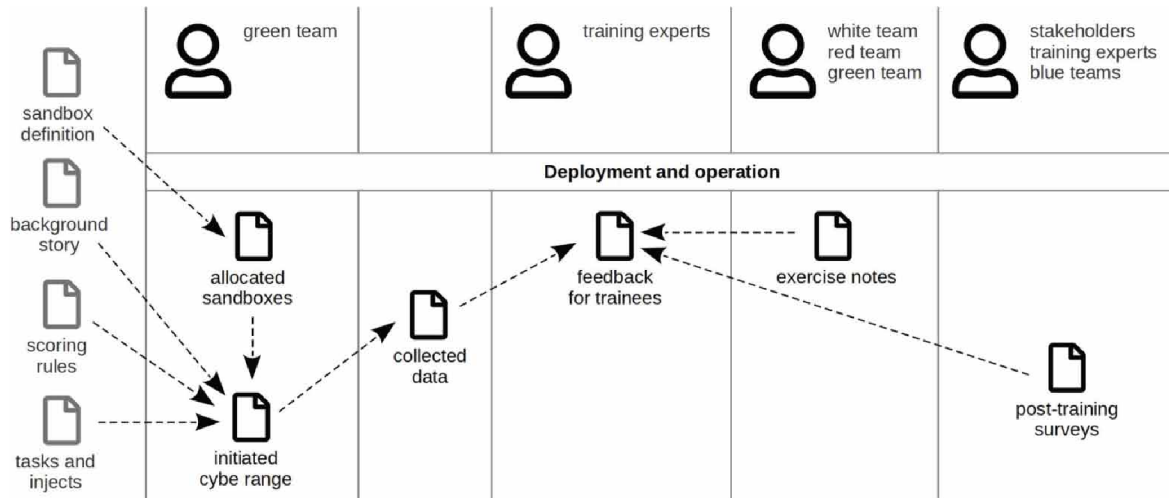 green team
training experts
white team
red team
green team
stakeholders
training experts
blue teams
sandbox
definition
Deployment and operation
background
story
allocated
sandboxes
feedback
for trainees
exercise notes
scoring
rules
collected
data
tasks and
injects
initiated
cybe range
post-training
surveys